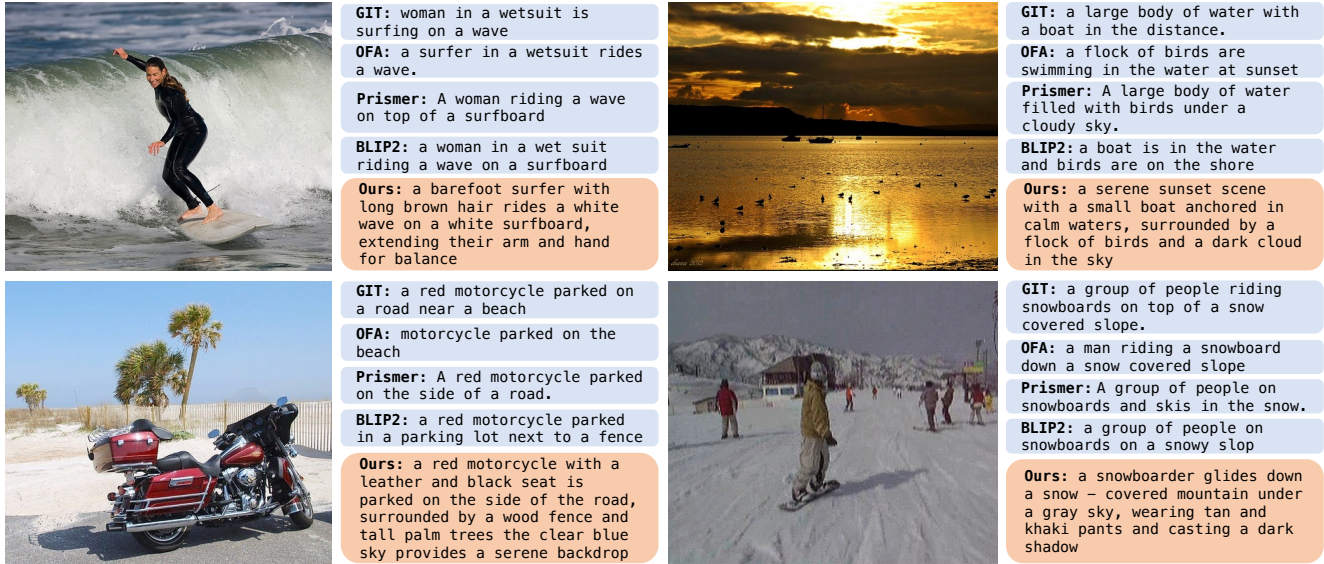 GIT: woman in a wetsuit is
surfing on a wave
OFA: a surfer in a wetsuit rides
a wave.
Prismer: A woman riding a wave
on top of a surfboard
BLIP2: a woman in a wet suit
riding a wave on a surfboard
Ours: a barefoot surfer with
long brown hair rides a white
wave on a white surfboard,
extending their arm and hand
for balance
GIT: a large body of water with
a boat in the distance.
OFA: a flock of birds are
swimming in the water at sunset
Prismer: A large body of water
filled with birds under a
cloudy sky.
BLIP2: a boat is in the water
and birds are on the shore
Ours: a serene sunset scene
with a small boat anchored in
calm waters, surrounded by a
flock of birds and a dark cloud
in the sky
GIT: a red motorcycle parked on
a road near a beach
OFA: motorcycle parked on the
beach
Prismer: A red motorcycle parked
on the side of a road.
BLIP2: a red motorcycle parked
in a parking lot next to a fence
Ours: a red motorcycle with a
leather and black seat is
parked on the side of the road,
surrounded by a wood fence and
tall palm trees the clear blue
sky provides a serene backdrop
GIT: a group of people riding
snowboards on top of a snow
covered slope.
OFA: a man riding a snowboard
down a snow covered slope
Prismer: A group of people on
snowboards and skis in the snow.
BLIP2: a group of people on
snowboards on a snowy slop
Ours: a snowboarder glides down
a snow – covered mountain under
a gray sky, wearing tan and
khaki pants and casting a dark
shadow